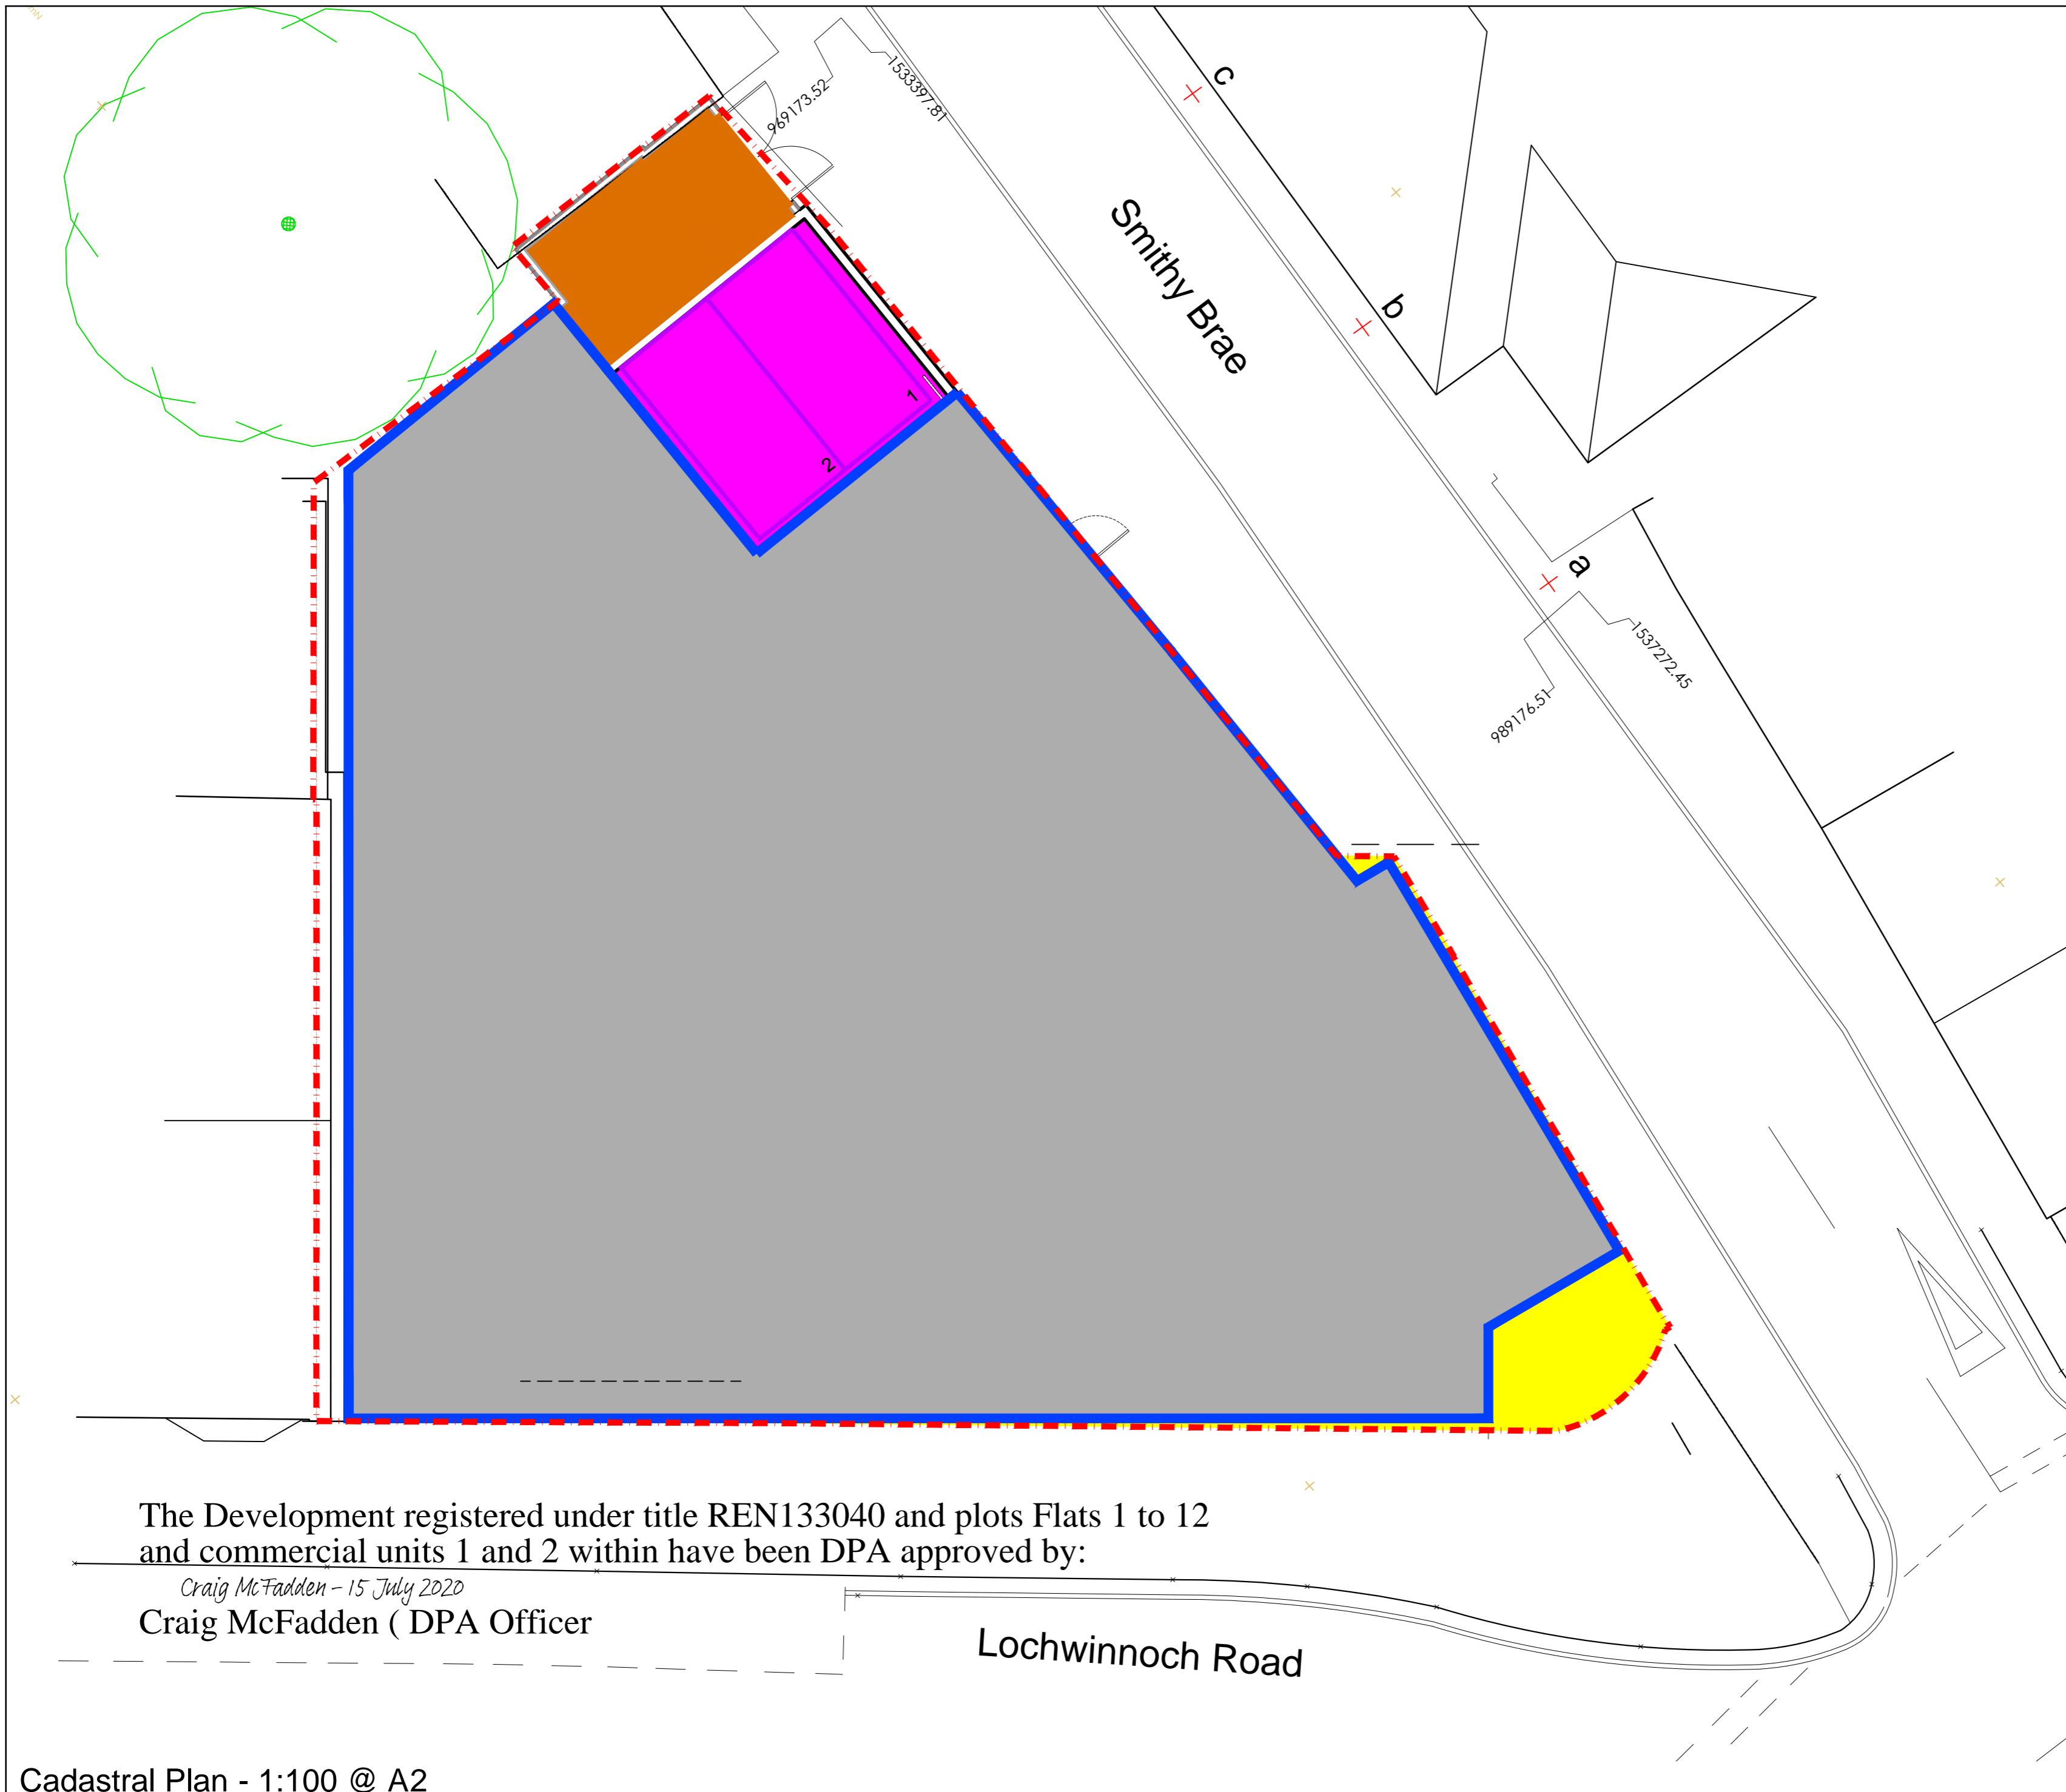 c
969173.52
1533397.81
Smithy Brae
b
1
2
a
1537272.45
989176.51
The Development registered under title REN133040 and plots Flats 1 to 12
and commercial units 1 and 2 within have been DPA approved by:
Craig McFadden – 15 July 2020
Craig McFadden ( DPA Officer
Lochwinnoch Road
Cadastral Plan - 1:100 @ A2